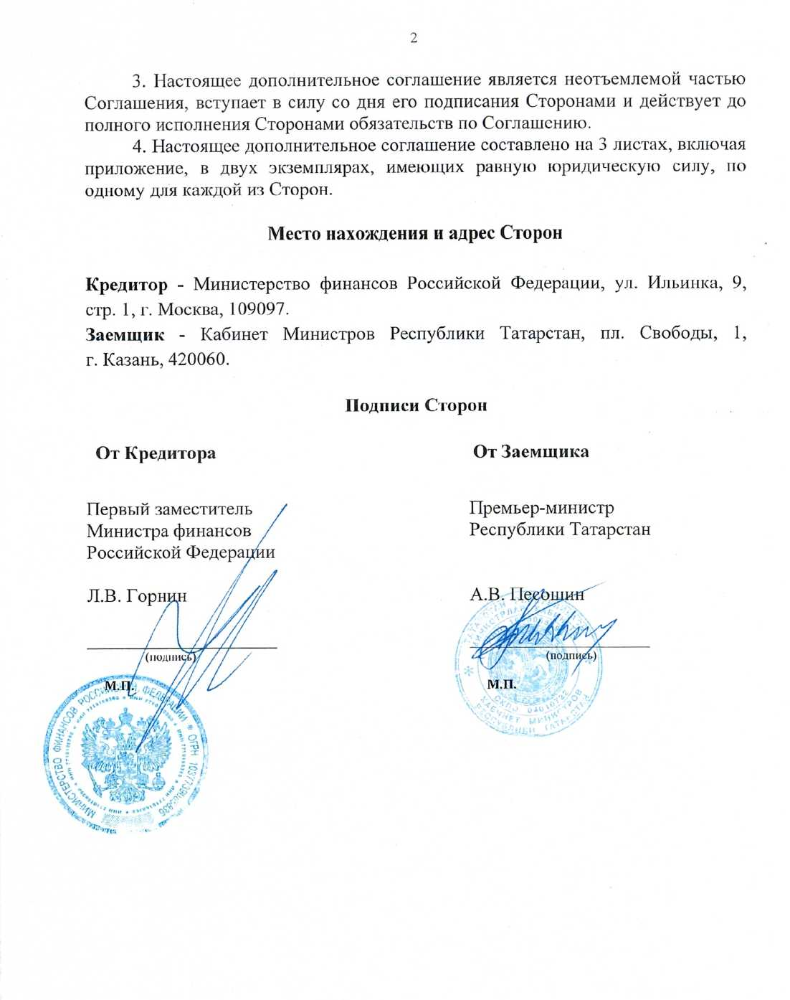 2
3. Настоящее дополнительное соглашение является неотъемлемой частью
Соглашения, вступает в силу со дня его подписания Сторонами и действует до
полного исполнения Сторонами обязательств по Соглашению.
4. Настоящее дополнительное соглашение составлено на 3 листах, включая
приложение, в двух экземплярах, имеющих равную юридическую силу, по
одному для каждой из Сторон.
Место нахождения и адрес Сторон
Кредитор - Министерство финансов Российской Федерации, ул. Ильинка, 9,
стр. 1, г. Москва, 109097.
Заемщик - Кабинет Министров Республики Татарстан, пл. Свободы, 1,
г. Казань, 420060.
Подписи Сторон
От Кредитора
От Заемщика
Первый заместитель
Министра финансов
Российской Федерации
Премьер-министр
Республики Татарстан
Л.В. Горнин
А.В. Песошин
(подпись)
(подпись)
М.П.
М.П.
МИНИСТЕРСТВО ФИНАНСОВ РОССИЙСКОЙ ФЕДЕРАЦИИ * ОГРН
КАБИНЕТ МИНИСТРОВ
РЕСПУБЛИКИ ТАТАРСТАН